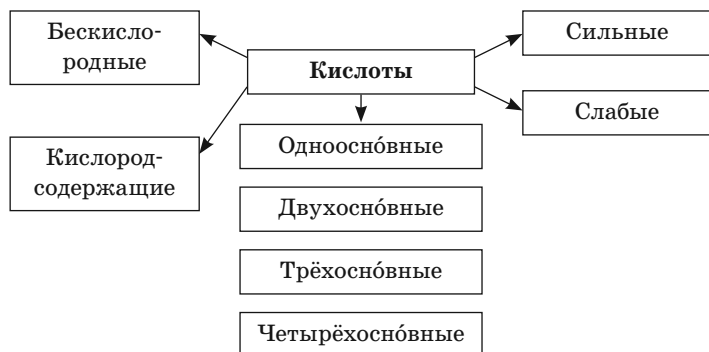 Бескисло-
родные
Кислоты
Сильные
Слабые
Кислород-
содержащие
Одноосно́вные
Двухосно́вные
Трёхосно́вные
Четырёхосно́вные